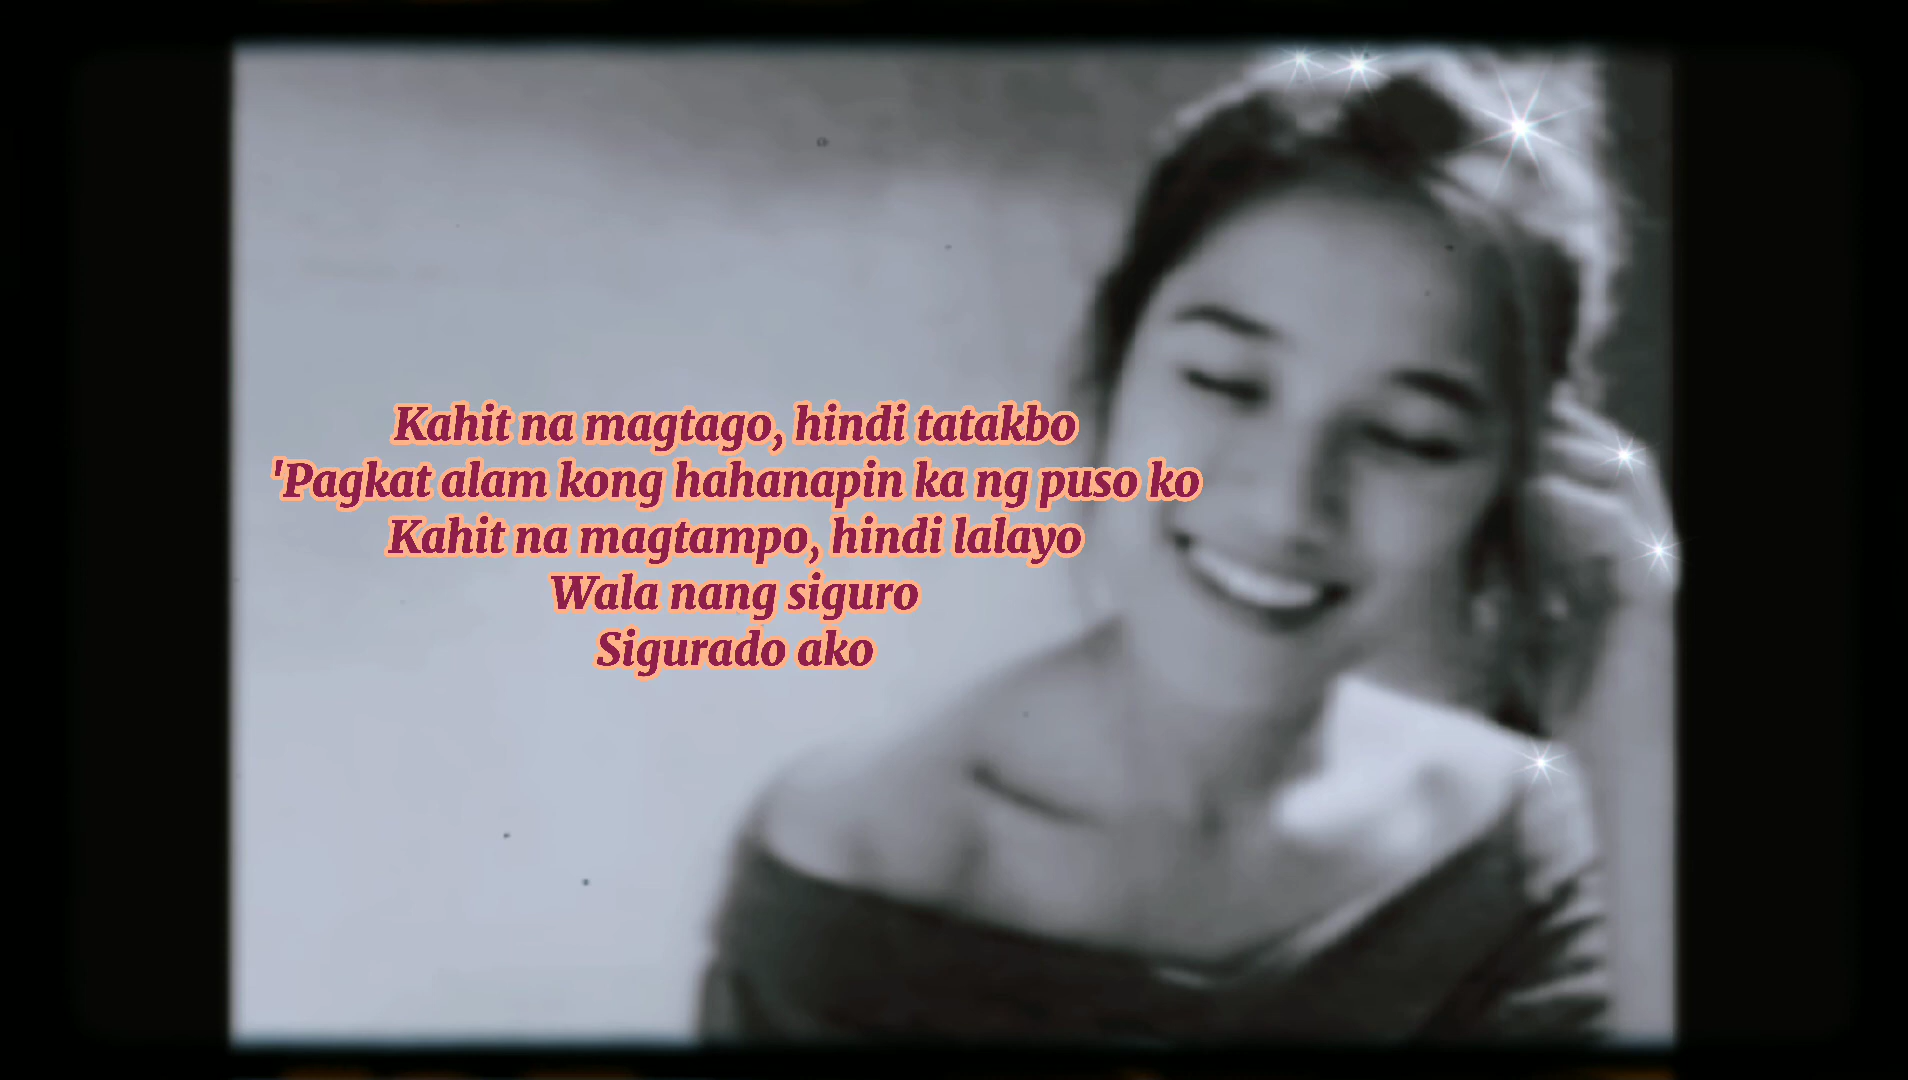 Kahit na magtago, hindi tatakbo
'Pagkat alam kong hahanapin ka ng puso ko
Kahit na magtampo, hindi lalayo
Wala nang siguro
Sigurado ako